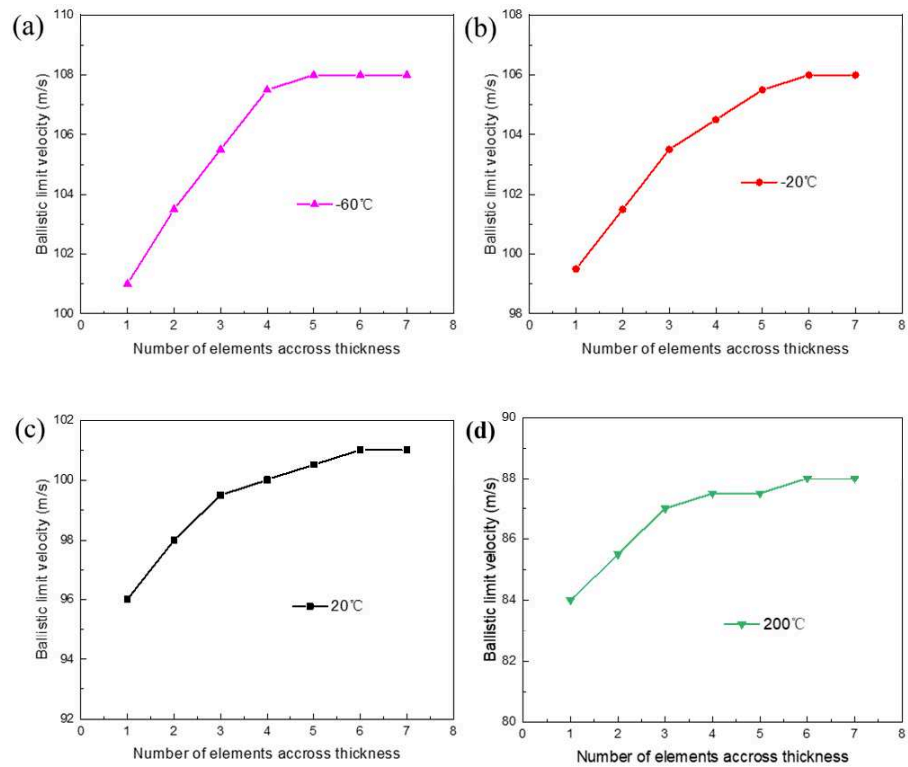 (a)
110
108
106
104
102
100
Ballistic limit velocity (m/s)
-60℃
0 1 2 3 4 5 6 7 8
Number of elements accross thickness
(b)
108
106
104
102
100
98
Ballistic limit velocity (m/s)
-20℃
0 1 2 3 4 5 6 7 8
Number of elements accross thickness
(c)
102
100
98
96
94
92
Ballistic limit velocity (m/s)
20℃
0 1 2 3 4 5 6 7 8
Number of elements accross thickness
(d)
90
88
86
84
82
80
Ballistic limit velocity (m/s)
200℃
0 1 2 3 4 5 6 7 8
Number of elements accross thickness